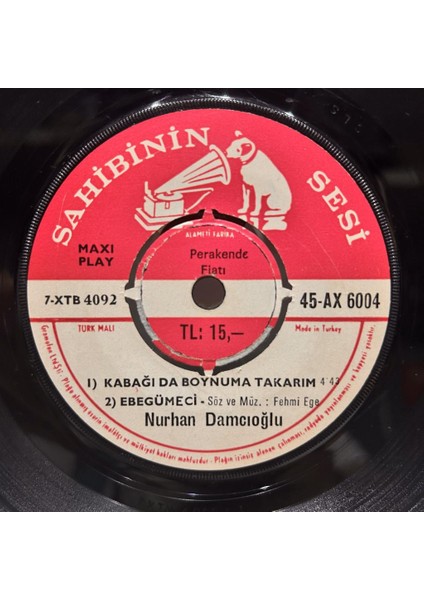 SAHİBİNİN SESİ
ALAMETİ FARİKA
MAXI
PLAY
Perakende
Fiatı
7-XTB 4092
45-AX 6004
TÜRK MALI
TL: 15,—
Made in Turkey
1) KABAĞI DA BOYNUMA TAKARIM 4'42
2) EBEGÜMECİ - Söz ve Müz. : Fehmi Ege
Nurhan Damcıoğlu